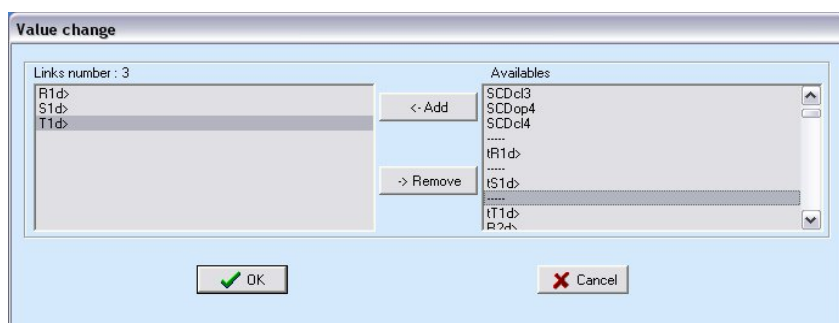 Value change
Links number : 3
R1d>
S1d>
T1d>
<- Add
-> Remove
Availables
SCDcl3
SCDop4
SCDcl4
-----
tR1d>
-----
tS1d>
-----
tT1d>
R2d>
OK
Cancel